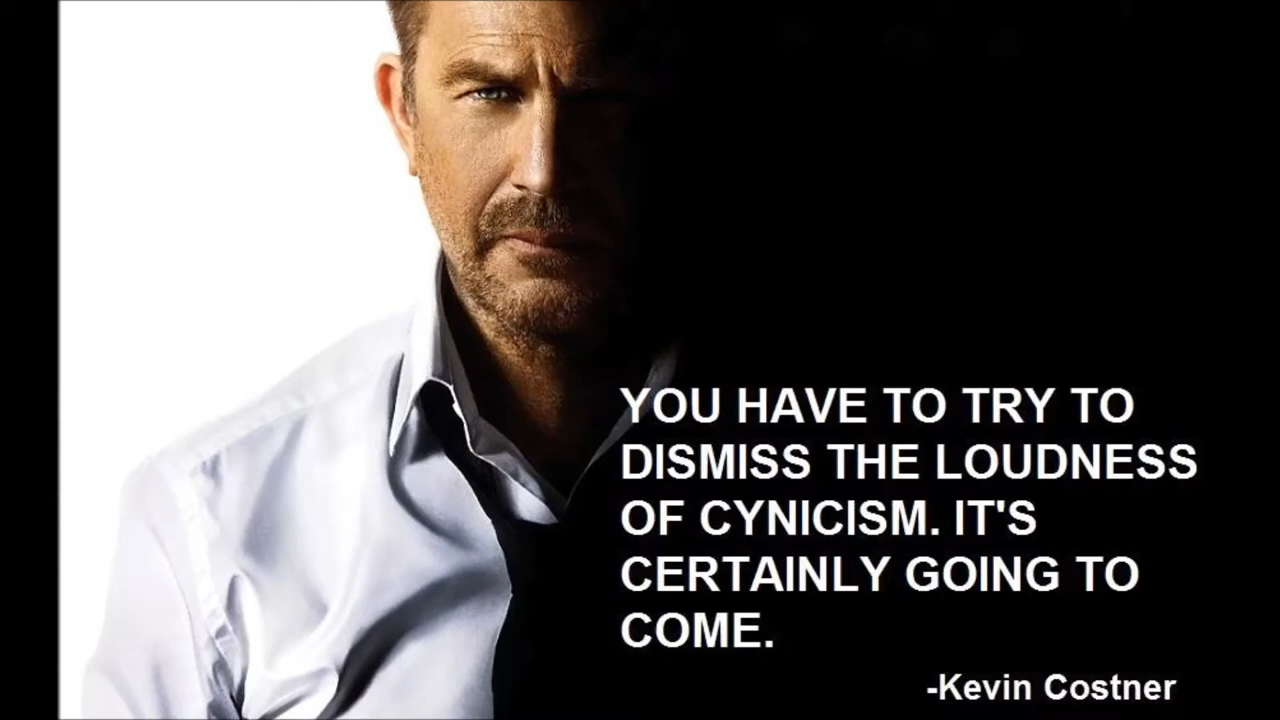 YOU HAVE TO TRY TO
DISMISS THE LOUDNESS
OF CYNICISM. IT'S
CERTAINLY GOING TO
COME.
-Kevin Costner